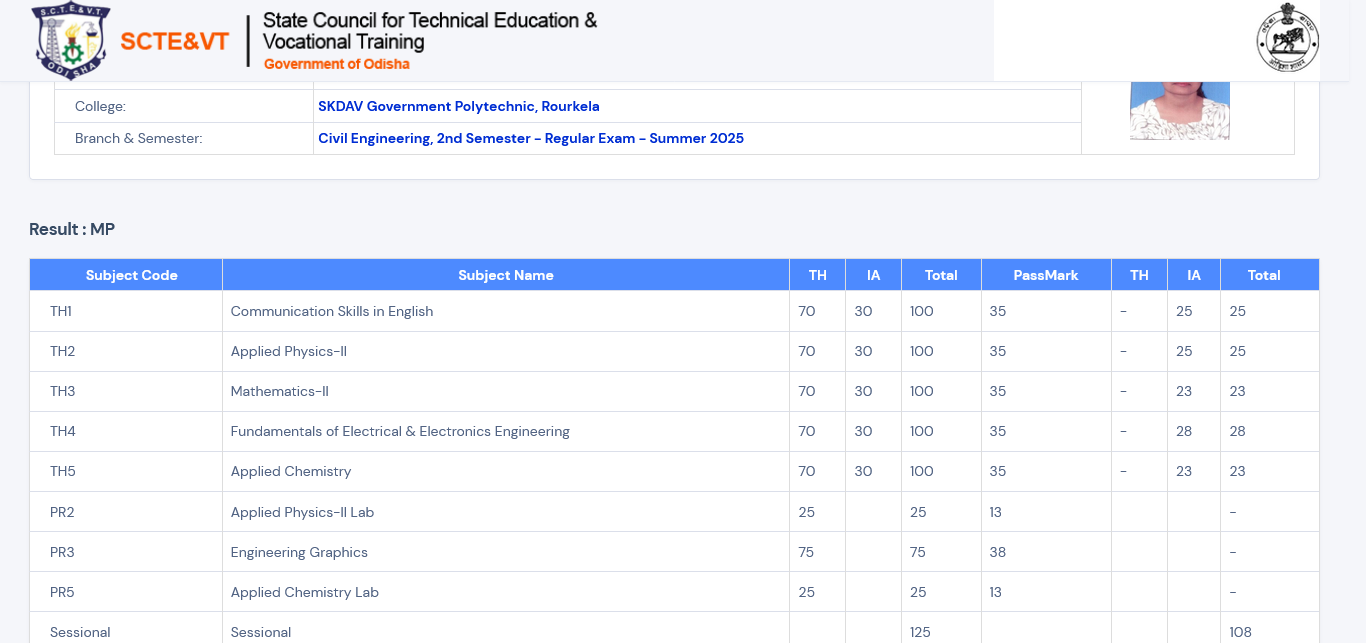 S.C.T.E.& V.T.
ODISHA
SCTE&VT
State Council for Technical Education &
Vocational Training
Government of Odisha
College: SKDAV Government Polytechnic, Rourkela
Branch & Semester: Civil Engineering, 2nd Semester - Regular Exam - Summer 2025
Result : MP
Subject Code Subject Name TH IA Total PassMark TH IA Total
TH1 Communication Skills in English 70 30 100 35 - 25 25
TH2 Applied Physics-II 70 30 100 35 - 25 25
TH3 Mathematics-II 70 30 100 35 - 23 23
TH4 Fundamentals of Electrical & Electronics Engineering 70 30 100 35 - 28 28
TH5 Applied Chemistry 70 30 100 35 - 23 23
PR2 Applied Physics-II Lab 25 25 13 -
PR3 Engineering Graphics 75 75 38 -
PR5 Applied Chemistry Lab 25 25 13 -
Sessional Sessional 125 108